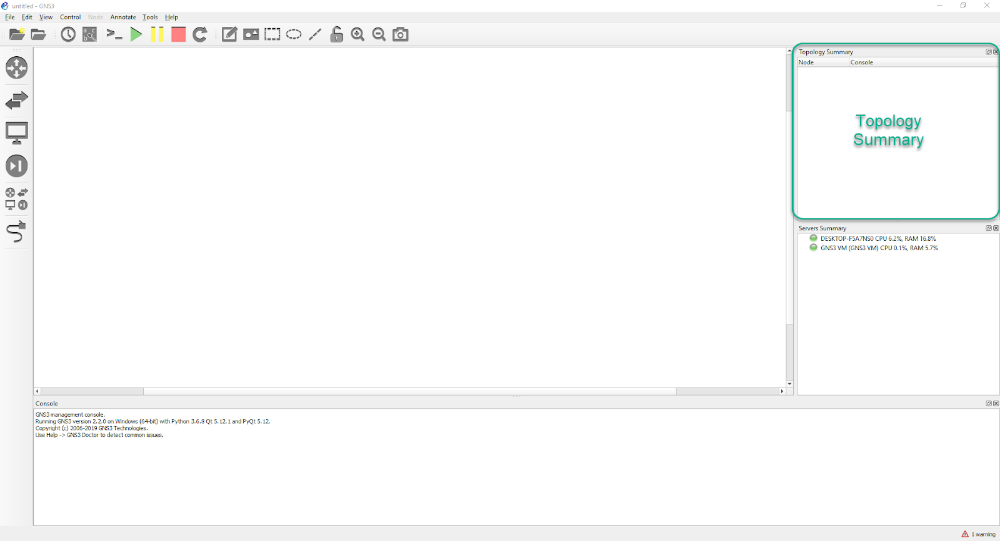 untitled - GNS3
File Edit View Control Node Annotate Tools Help
Topology Summary
Node Console
Topology
Summary
Servers Summary
DESKTOP-F5A7NS0 CPU 6.2%, RAM 16.8%
GNS3 VM (GNS3 VM) CPU 0.1%, RAM 5.7%
Console
GNS3 management console.
Running GNS3 version 2.2.0 on Windows (64-bit) with Python 3.6.8 Qt 5.12.1 and PyQt 5.12.
Copyright (c) 2006-2019 GNS3 Technologies.
Use Help -> GNS3 Doctor to detect common issues.
1 warning